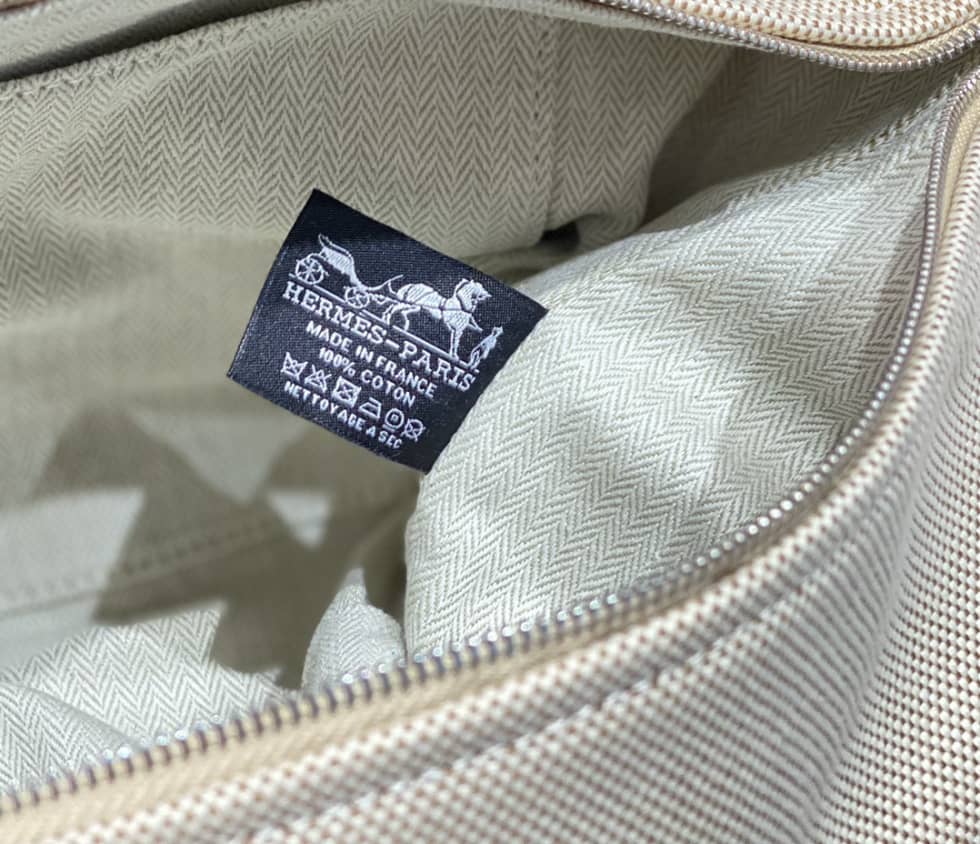 HERMES-PARIS
MADE IN FRANCE
100% COTON
NETTOYAGE A SEC